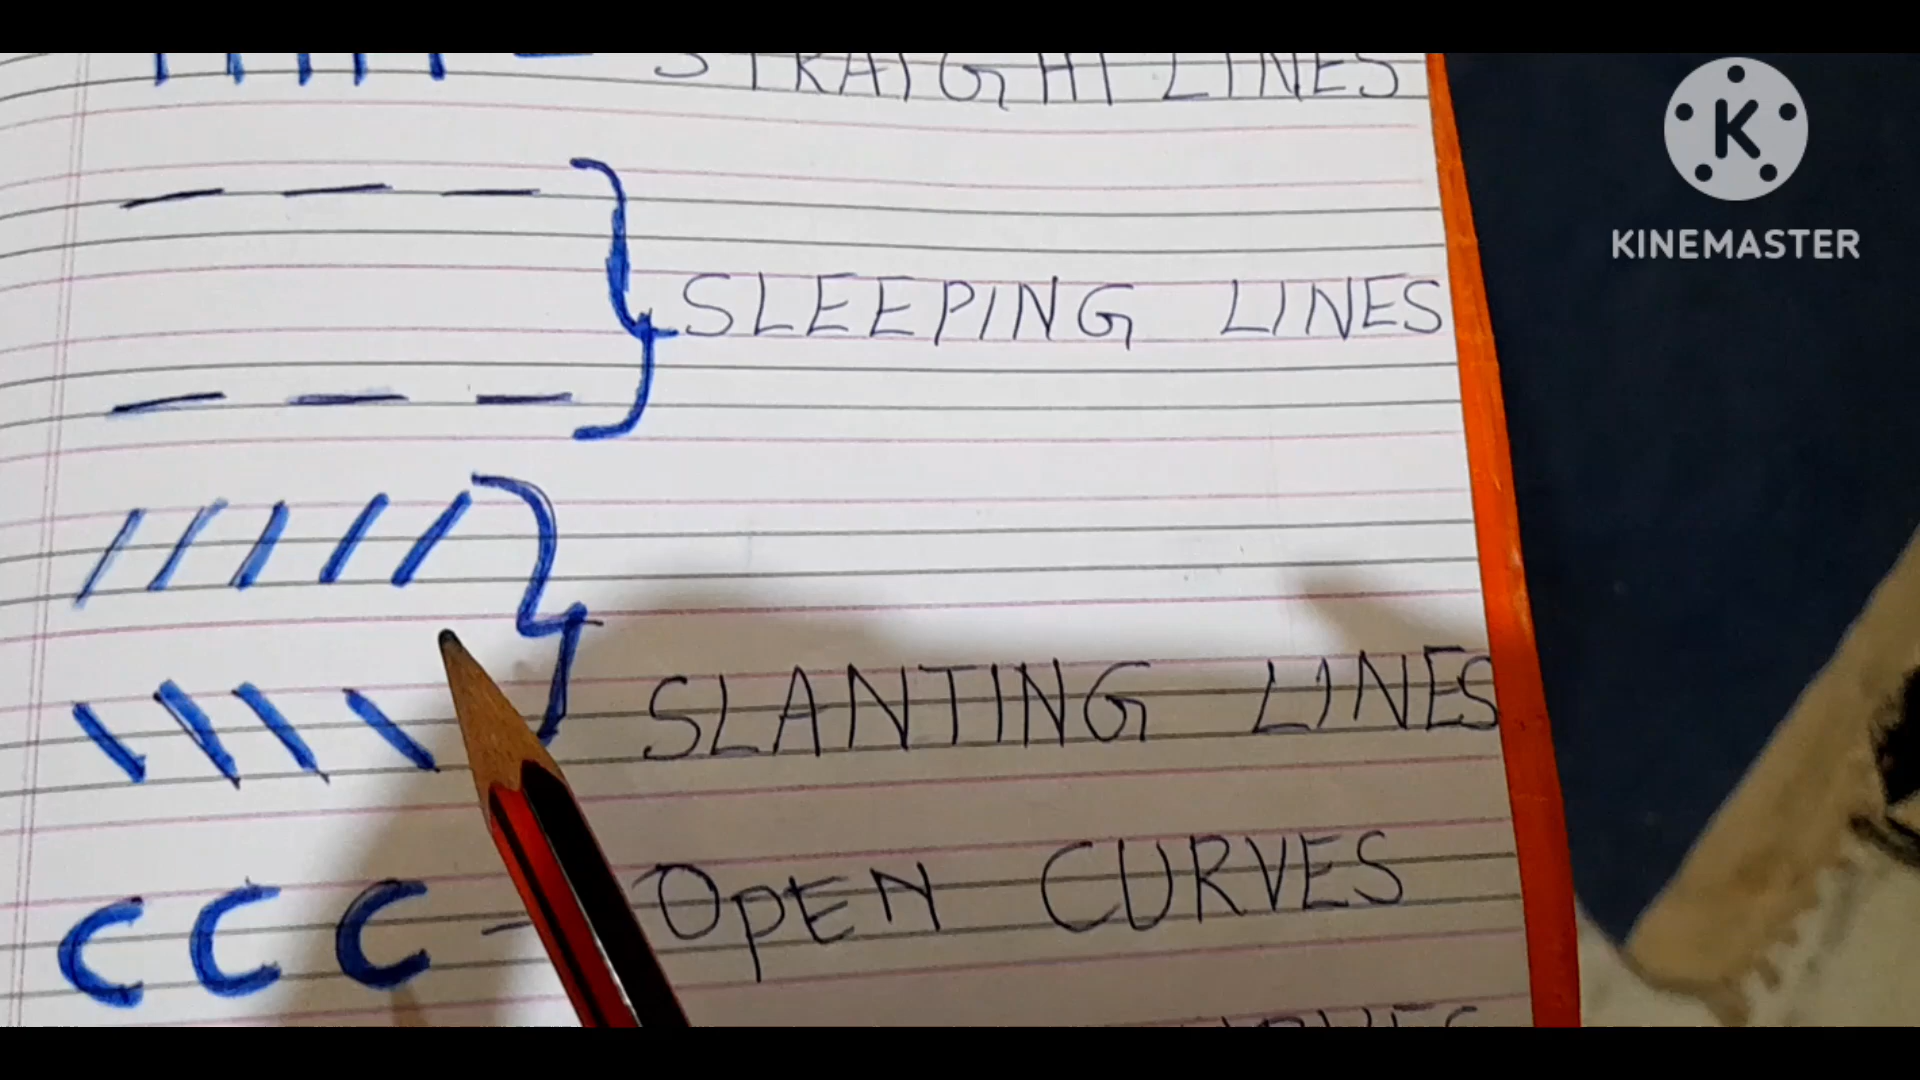 STRAIGHT LINES
SLEEPING LINES
SLANTING LINES
OPEN CURVES
K
KINEMASTER